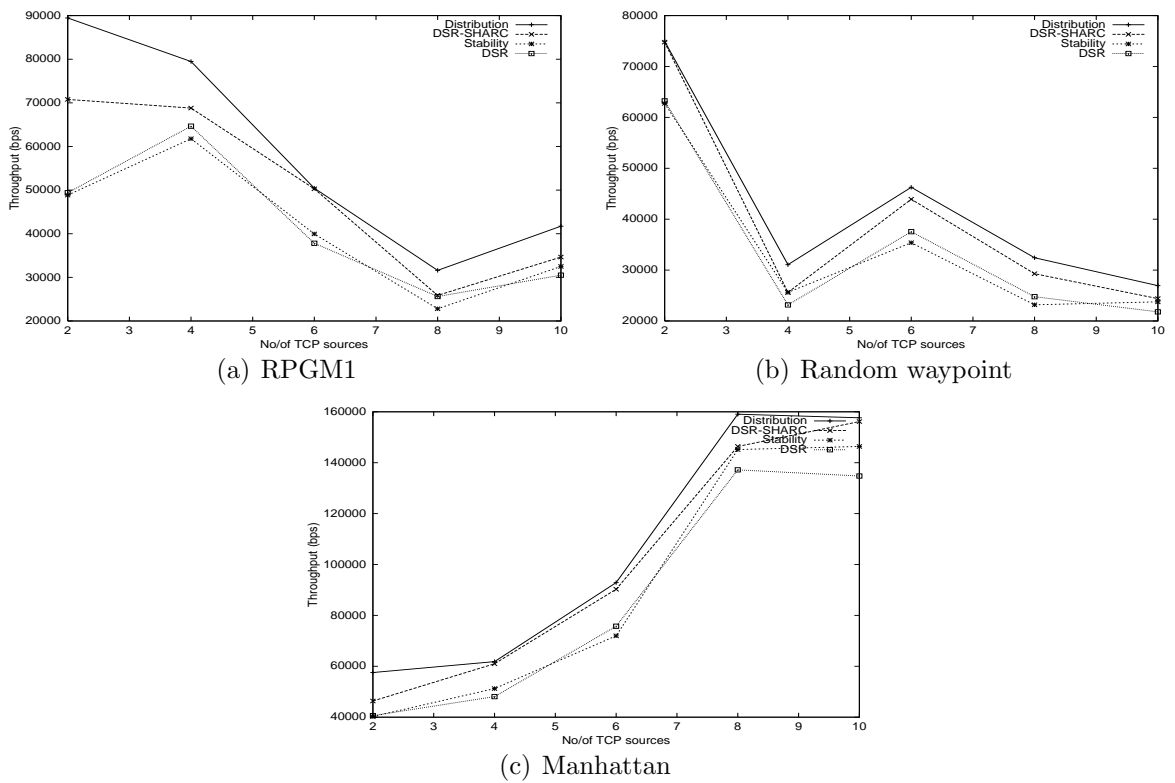 90000
80000
70000
60000
50000
40000
30000
20000
Throughput (bps)
Distribution
DSR-SHARC
Stability
DSR
2 3 4 5 6 7 8 9 10
No/of TCP sources
(a) RPGM1
80000
70000
60000
50000
40000
30000
20000
Throughput (bps)
Distribution
DSR-SHARC
Stability
DSR
2 3 4 5 6 7 8 9 10
No/of TCP sources
(b) Random waypoint
160000
140000
120000
100000
80000
60000
40000
Throughput (bps)
Distribution
DSR-SHARC
Stability
DSR
2 3 4 5 6 7 8 9 10
No/of TCP sources
(c) Manhattan